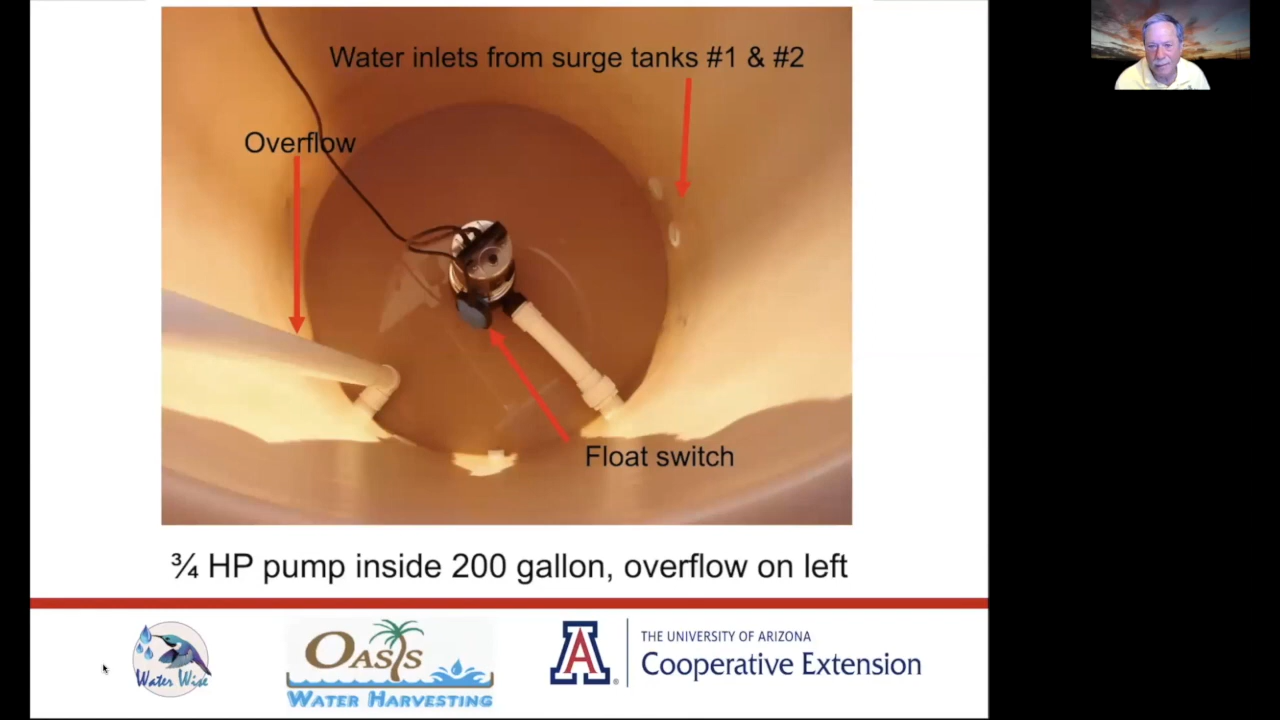 Water inlets from surge tanks #1 & #2
Overflow
Float switch
¾ HP pump inside 200 gallon, overflow on left
Water Wise
OASIS
WATER HARVESTING
A
®
THE UNIVERSITY OF ARIZONA
Cooperative Extension